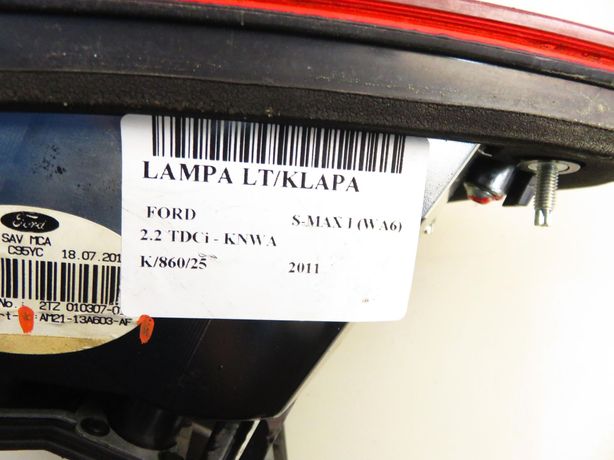 LAMPA LT/KLAPA
FORD S-MAX I (WA6)
2.2 TDCi - KNWA
K/860/25 2011
Ford
SAV MCA
C95YC 18.07.201
No.: 2TZ 010307-0
AM21-13A603-AF